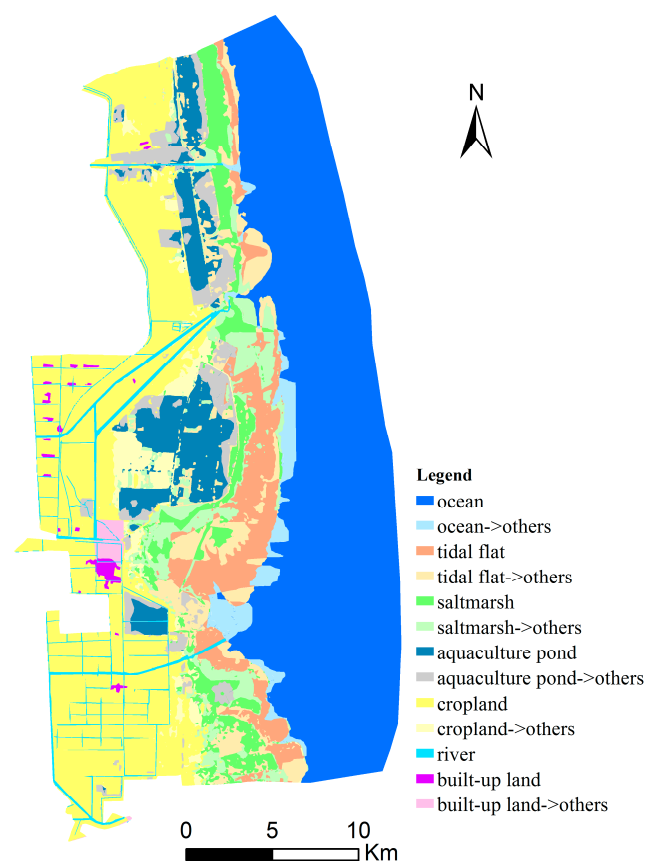 N
Legend
ocean
ocean->others
tidal flat
tidal flat->others
saltmarsh
saltmarsh->others
aquaculture pond
aquaculture pond->others
cropland
cropland->others
river
built-up land
built-up land->others
0 5 10
Km